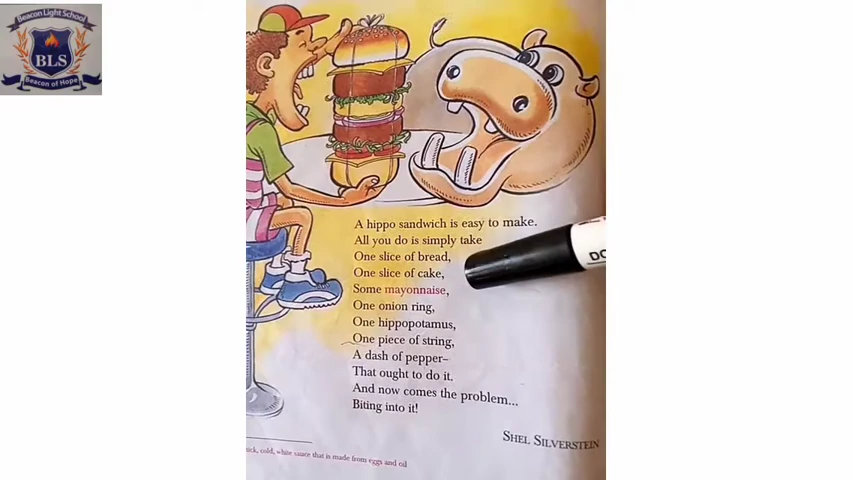 Beacon Light School
BLS
Beacon of Hope
A hippo sandwich is easy to make.
All you do is simply take
One slice of bread,
One slice of cake,
Some mayonnaise,
One onion ring,
One hippopotamus,
One piece of string,
A dash of pepper–
That ought to do it.
And now comes the problem...
Biting into it!
SHEL SILVERSTEIN
cold, white sauce that is made from eggs and oil
DO